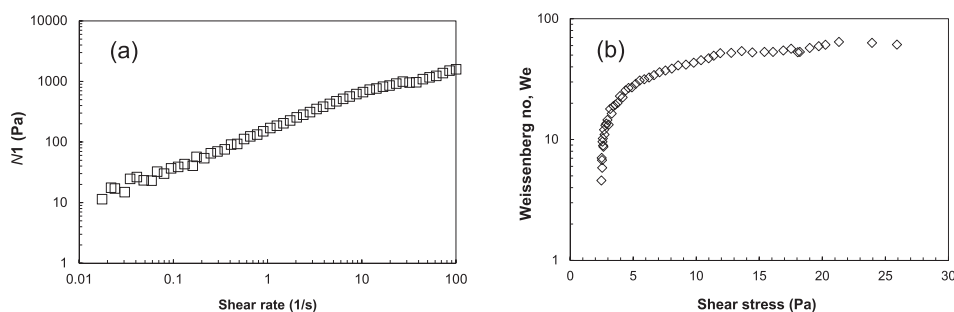 (a)
10000
1000
100
10
1
N1 (Pa)
0.01 0.1 1 10 100
Shear rate (1/s)
(b)
100
10
1
Weissenberg no, We
0 5 10 15 20 25 30
Shear stress (Pa)